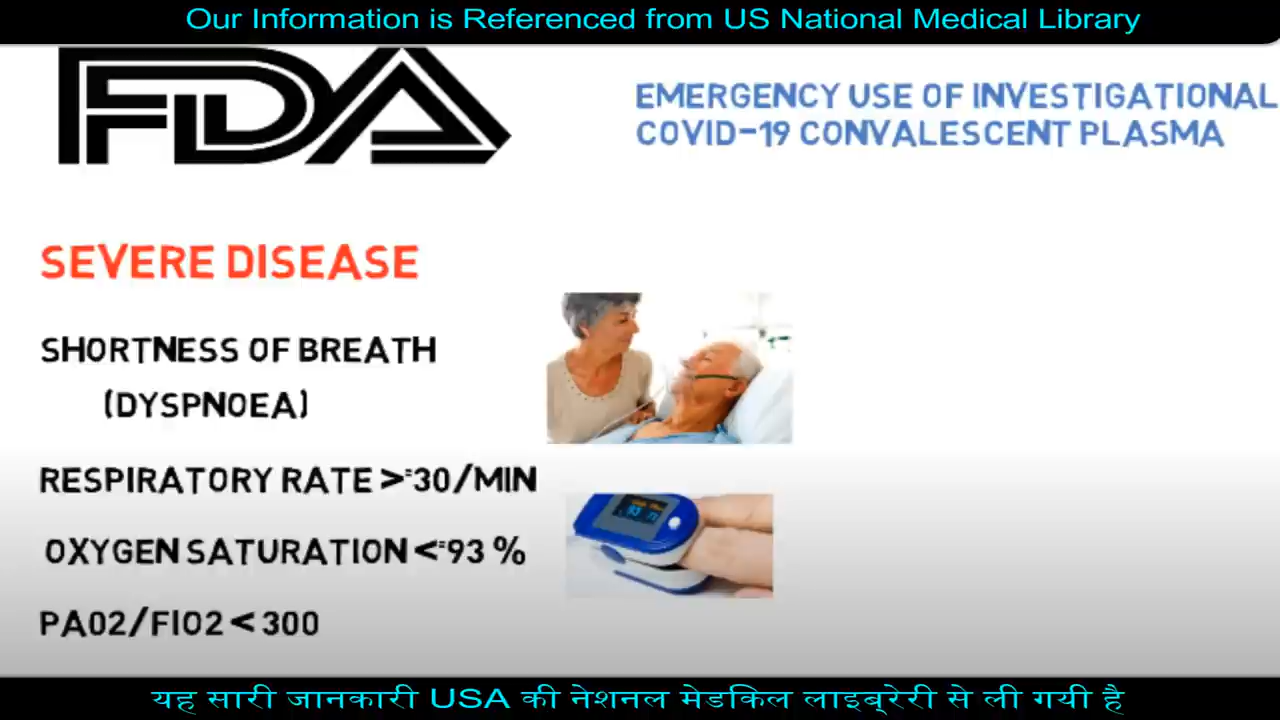 Our Information is Referenced from US National Medical Library
FDA
EMERGENCY USE OF INVESTIGATIONAL
COVID-19 CONVALESCENT PLASMA
SEVERE DISEASE
SHORTNESS OF BREATH
(DYSPNOEA)
RESPIRATORY RATE >=30/MIN
OXYGEN SATURATION <=93 %
PAO2/FIO2 < 300
यह सारी जानकारी USA की नेशनल मेडकिल लाइब्रेरी से ली गयी है